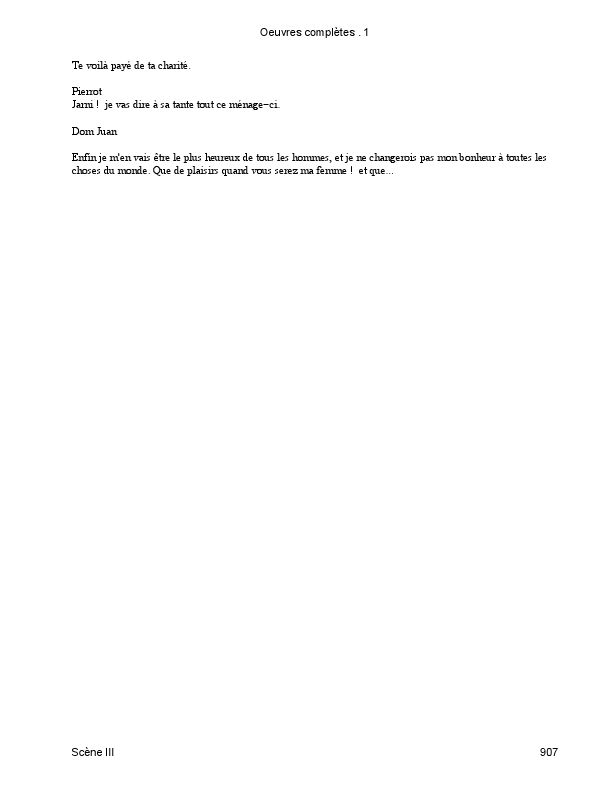 Oeuvres complètes . 1
Te voilà payé de ta charité.
Pierrot
Jarni ! je vas dire à sa tante tout ce ménage-ci.
Dom Juan
Enfin je m'en vais être le plus heureux de tous les hommes, et je ne changerois pas mon bonheur à toutes les
choses du monde. Que de plaisirs quand vous serez ma femme ! et que...
Scène III
907